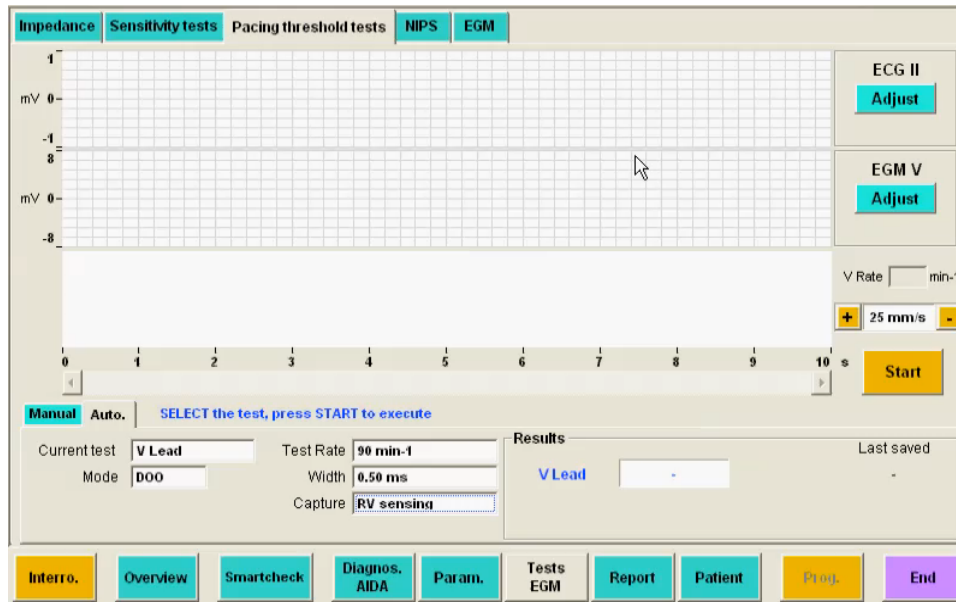 Impedance Sensitivity tests Pacing threshold tests NIPS EGM
1
mV 0
-1
8
mV 0
-8
ECG II
Adjust
EGM V
Adjust
V Rate min-1
+ 25 mm/s -
0 1 2 3 4 5 6 7 8 9 10 s
Start
Manual Auto. SELECT the test, press START to execute
Current test V Lead Test Rate 90 min-1
Mode DOO Width 0.50 ms
Capture RV sensing
Results Last saved
V Lead - -
Interro. Overview Smartcheck Diagnos. AIDA Param. Tests EGM Report Patient Prog. End